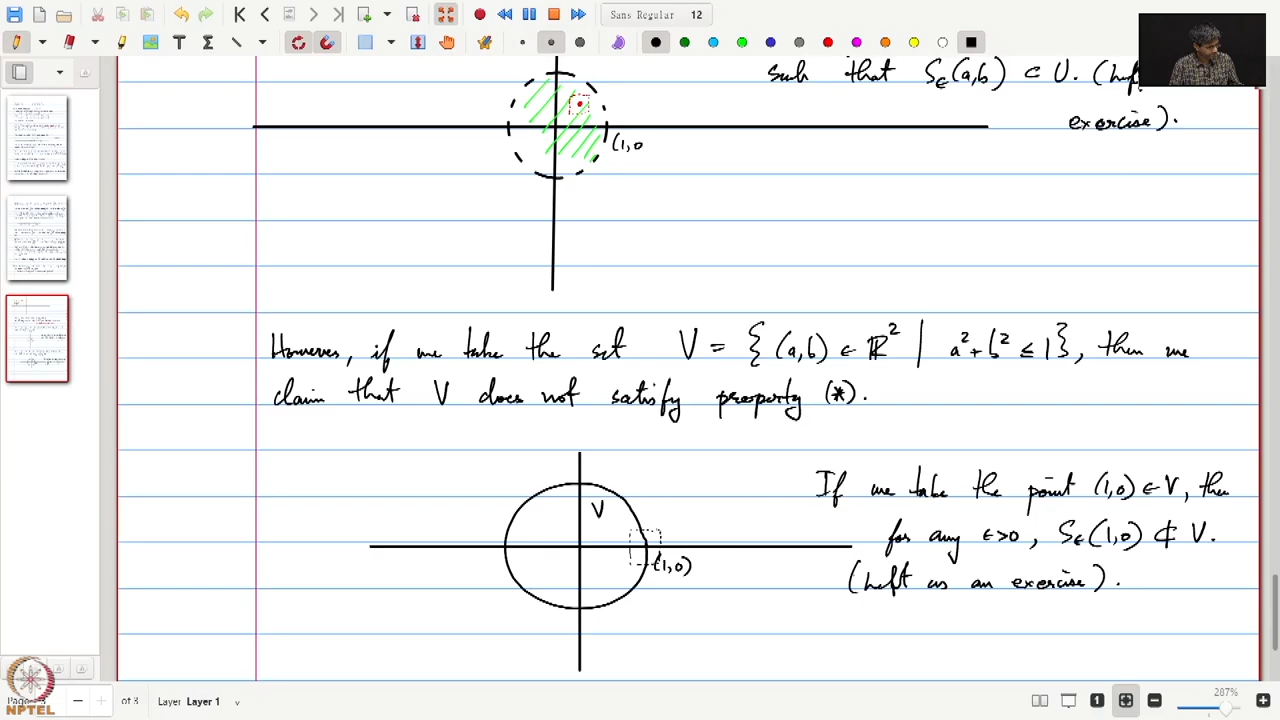 Sans Regular 12
such that Sε(a,b) ⊂ U. (Left
exercise).
(1,0
However, if we take the set V = {(a,b) ∈ ℝ² | a²+b² ≤ 1}, then we
claim that V does not satisfy property (*).
V
(1,0)
If we take the point (1,0) ∈ V, then
for any ε>0, Sε(1,0) ⊄ V.
(Left as an exercise).
of 3 Layer Layer 1
287%
NPTEL